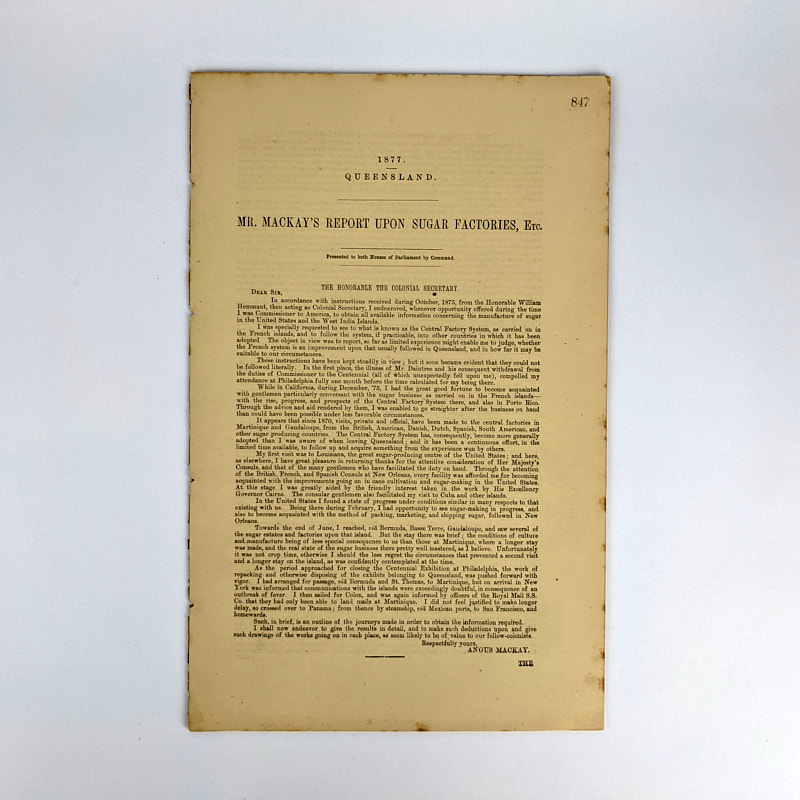 847
1877.
QUEENSLAND.
MR. MACKAY'S REPORT UPON SUGAR FACTORIES, ETC.
Presented to both Houses of Parliament by Command.
THE HONORABLE THE COLONIAL SECRETARY.
DEAR SIR,
In accordance with instructions received during October, 1875, from the Honorable William
Hemmant, then acting as Colonial Secretary, I endeavored, whenever opportunity offered during the time
I was Commissioner to America, to obtain all available information concerning the manufacture of sugar
in the United States and the West India Islands.
I was specially requested to see to what is known as the Central Factory System, as carried on in
the French islands, and to follow the system, if practicable, into other countries in which it has been
adopted The object in view was to report, so far as limited experience might enable me to judge, whether
the French system is an improvement upon that usually followed in Queensland, and in how far it may be
suitable to our circumstances.
These instructions have been kept steadily in view; but it soon became evident that they could not
be followed literally. In the first place, the illness of Mr. Daintree and his consequent withdrawal from
the duties of Commissioner to the Centennial (all of which unexpectedly fell upon me), compelled my
attendance at Philadelphia fully one month before the time calculated for my being there.
While in California, during December, '75, I had the great good fortune to become acquainted
with gentlemen particularly conversant with the sugar business as carried on in the French islands—
with the rise, progress, and prospects of the Central Factory System there, and also in Porto Rico.
Through the advice and aid rendered by them, I was enabled to go straighter after the business on hand
than could have been possible under less favorable circumstances.
It appears that since 1870, visits, private and official, have been made to the central factories in
Martinique and Gaudaloupe, from the British, American, Danish, Dutch, Spanish, South American, and
other sugar-producing countries. The Central Factory System has, consequently, become more generally
adopted than I was aware of when leaving Queensland; and it has been a continuous effort, in the
limited time available, to follow up and acquire something from the experience won by others.
My first visit was to Louisiana, the great sugar-producing centre of the United States; and here,
as elsewhere, I have great pleasure in returning thanks for the attentive consideration of Her Majesty's
Consuls, and that of the many gentlemen who have facilitated the duty on hand. Through the attention
of the British, French, and Spanish Consuls at New Orleans, every facility was afforded me for becoming
acquainted with the improvements going on in cane cultivation and sugar-making in the United States.
At this stage I was greatly aided by the friendly interest taken in the work by His Excellency
Governor Cairns. The consular gentlemen also facilitated my visit to Cuba and other islands.
In the United States I found a state of progress under conditions similar in many respects to that
existing with us. Being there during February, I had opportunity to see sugar-making in progress, and
also to become acquainted with the method of packing, marketing, and shipping sugar, followed in New
Orleans.
Towards the end of June, I reached, viâ Bermuda, Basse Terre, Gaudaloupe, and saw several of
the sugar estates and factories upon that island. But the stay there was brief; the conditions of culture
and manufacture being of less special consequence to us than those at Martinique, where a longer stay
was made, and the real state of the sugar business there pretty well mastered, as I believe. Unfortunately
it was not crop time, otherwise I should the less regret the circumstances that prevented a second visit
and a longer stay on the island, as was confidently contemplated at the time.
As the period approached for closing the Centennial Exhibition at Philadelphia, the work of
repacking and otherwise disposing of the exhibits belonging to Queensland, was pushed forward with
vigor. I had arranged for passage, viâ Bermuda and St. Thomas, to Martinique, but on arrival in New
York was informed that communications with the islands were exceedingly doubtful, in consequence of an
outbreak of fever. I then sailed for Colon, and was again informed by officers of the Royal Mail S.S.
Co. that they had only been able to land mails at Martinique. I did not feel justified to make longer
delay, so crossed over to Panama; from thence by steamship, viâ Mexican ports, to San Francisco, and
homewards.
Such, in brief, is an outline of the journeys made in order to obtain the information required.
I shall now endeavor to give the results in detail, and to make such deductions upon and give
such drawings of the works going on in each place, as seem likely to be of value to our fellow-colonists.
Respectfully yours,
ANGUS MACKAY.
THE